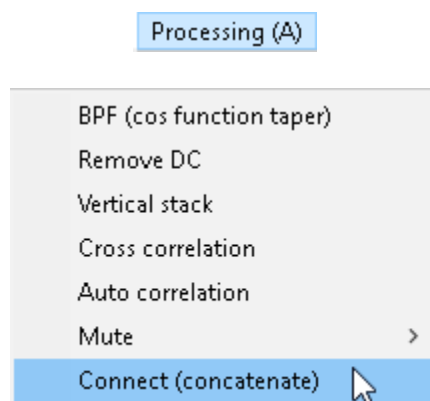 Processing (A)
BPF (cos function taper)
Remove DC
Vertical stack
Cross correlation
Auto correlation
Mute
Connect (concatenate)